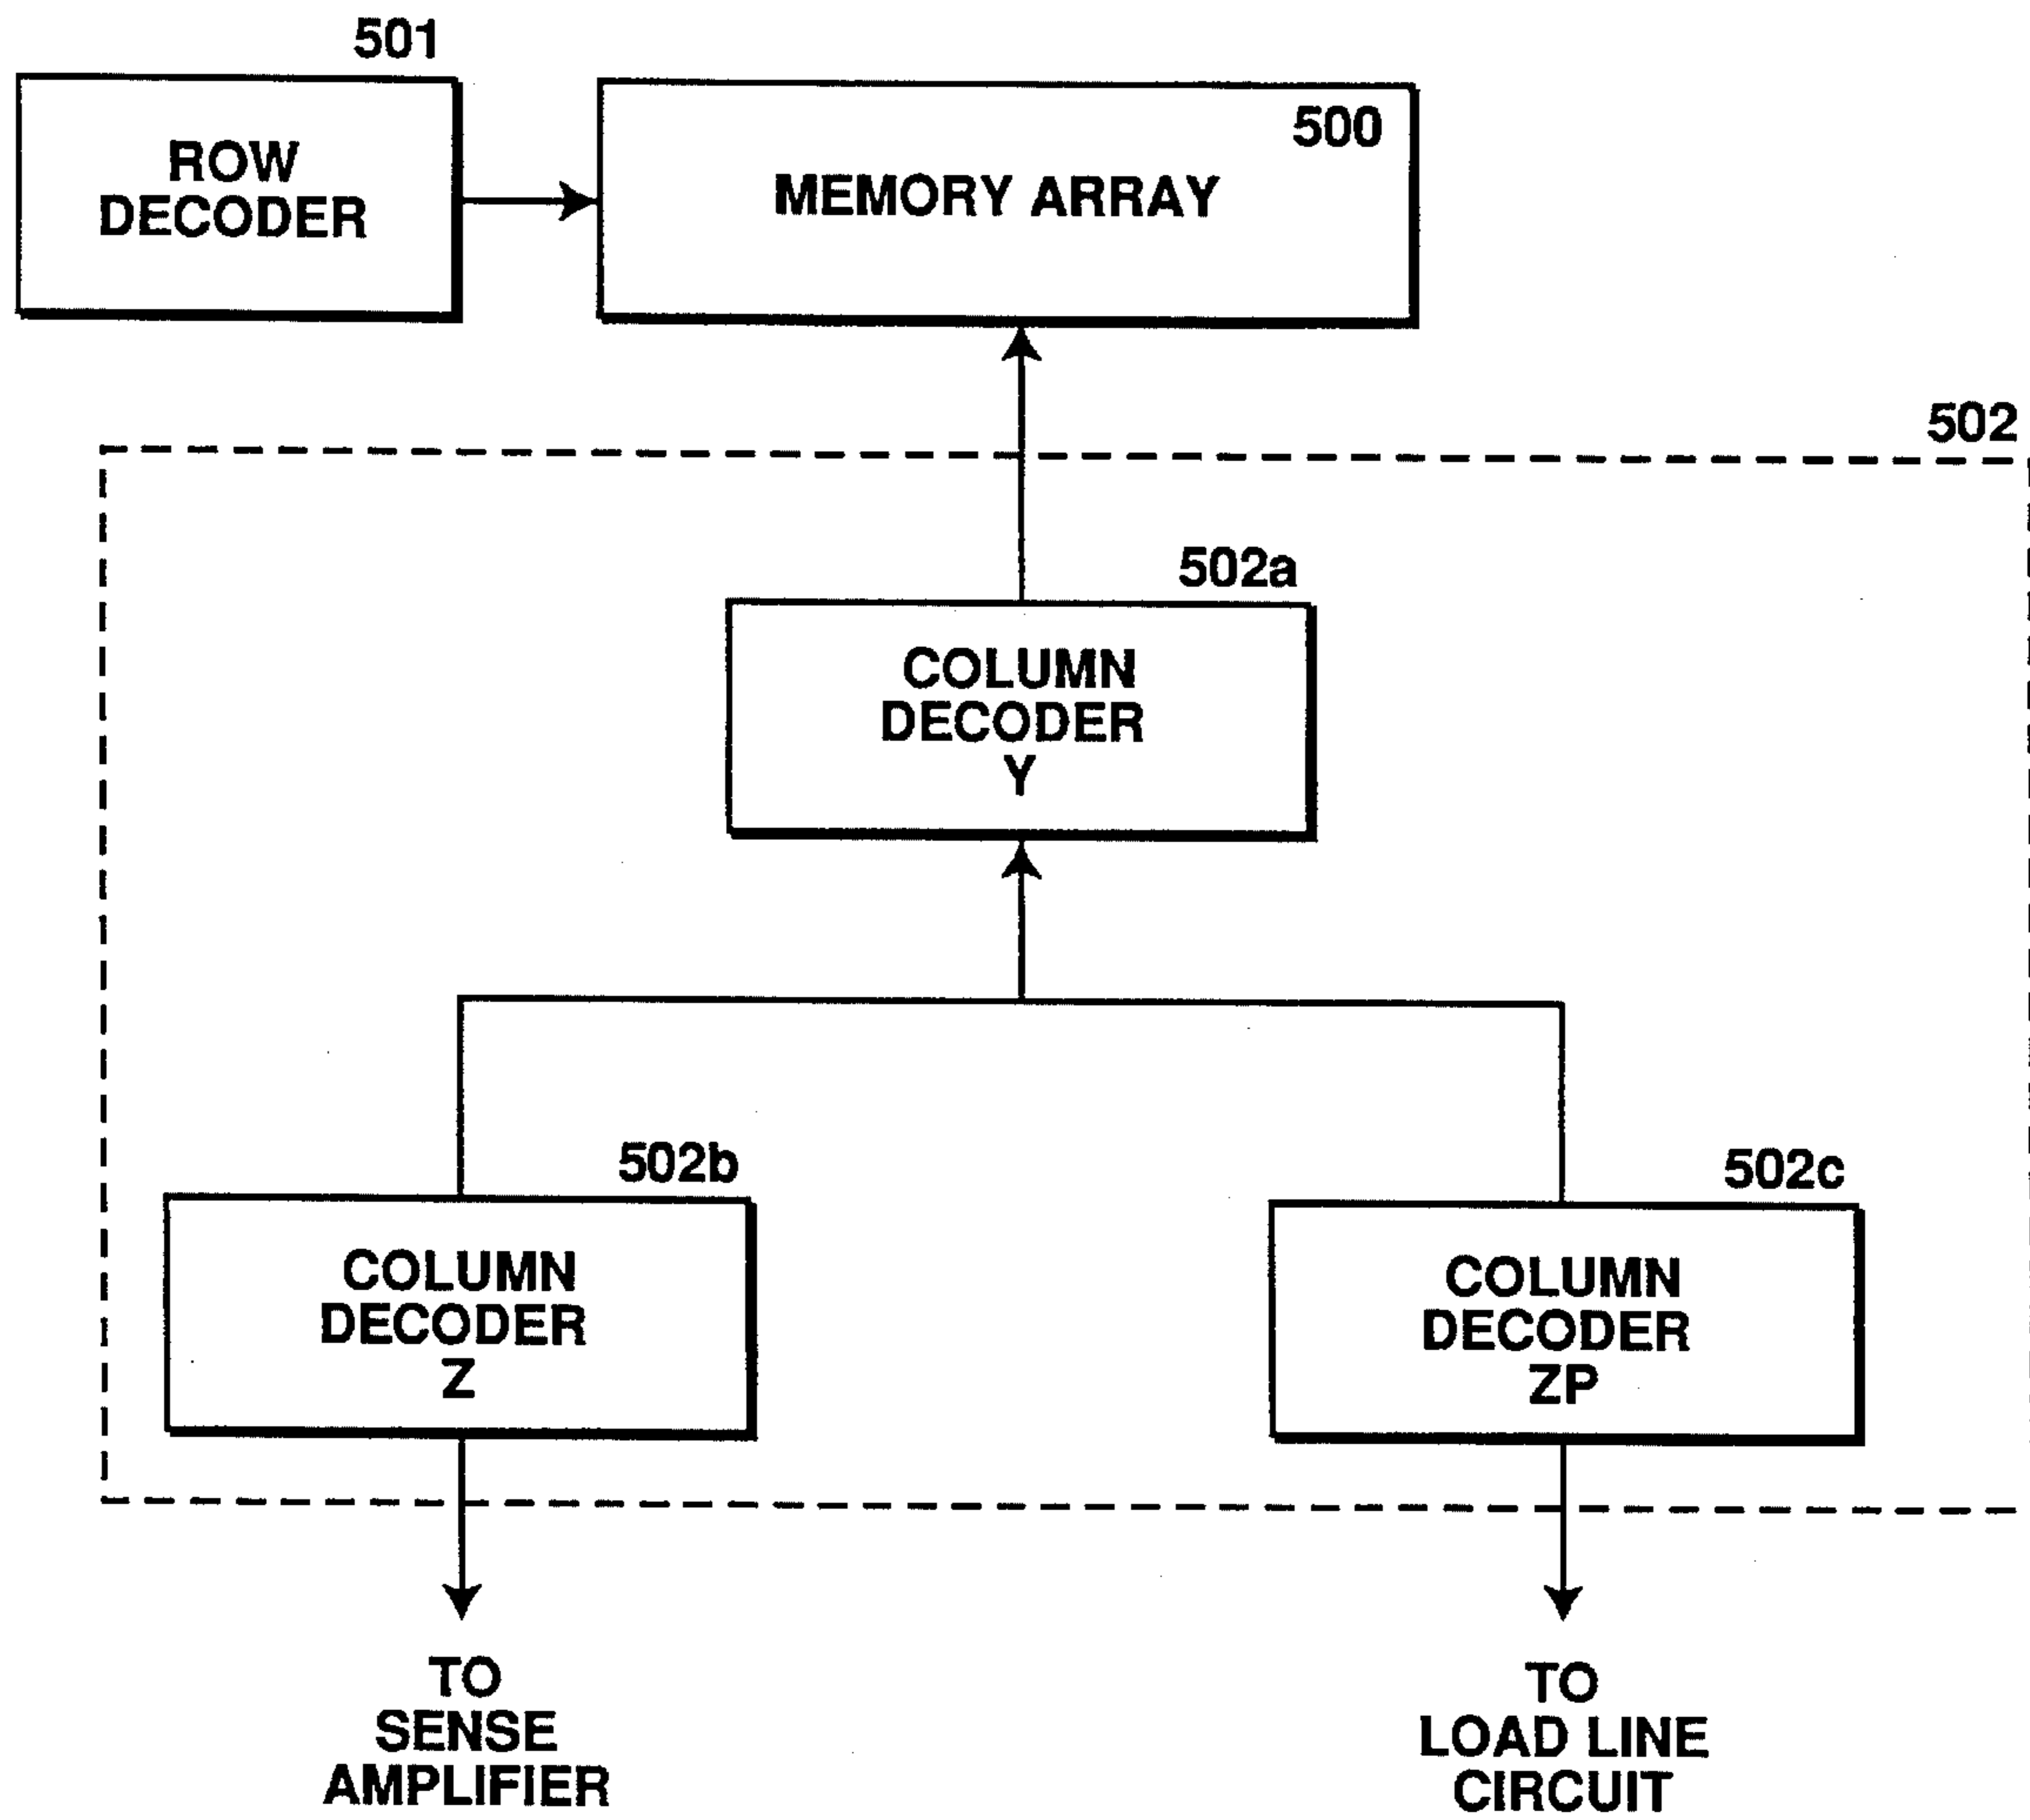 501
ROW
DECODER
500
MEMORY ARRAY
502
502a
COLUMN
DECODER
Y
502b
COLUMN
DECODER
Z
502c
COLUMN
DECODER
ZP
TO
SENSE
AMPLIFIER
TO
LOAD LINE
CIRCUIT